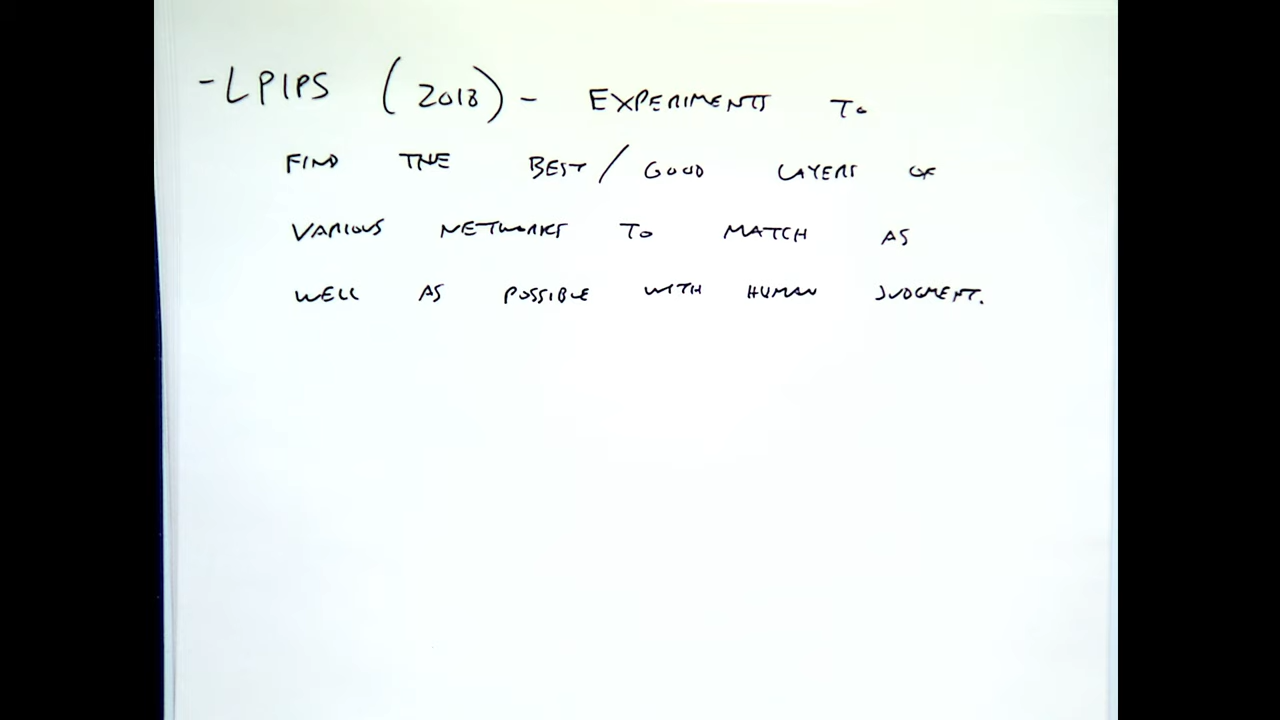 - LPIPS (2018) - EXPERIMENTS TO
FIND THE BEST/GOOD LAYERS OF
VARIOUS NETWORKS TO MATCH AS
WELL AS POSSIBLE WITH HUMAN JUDGMENT.